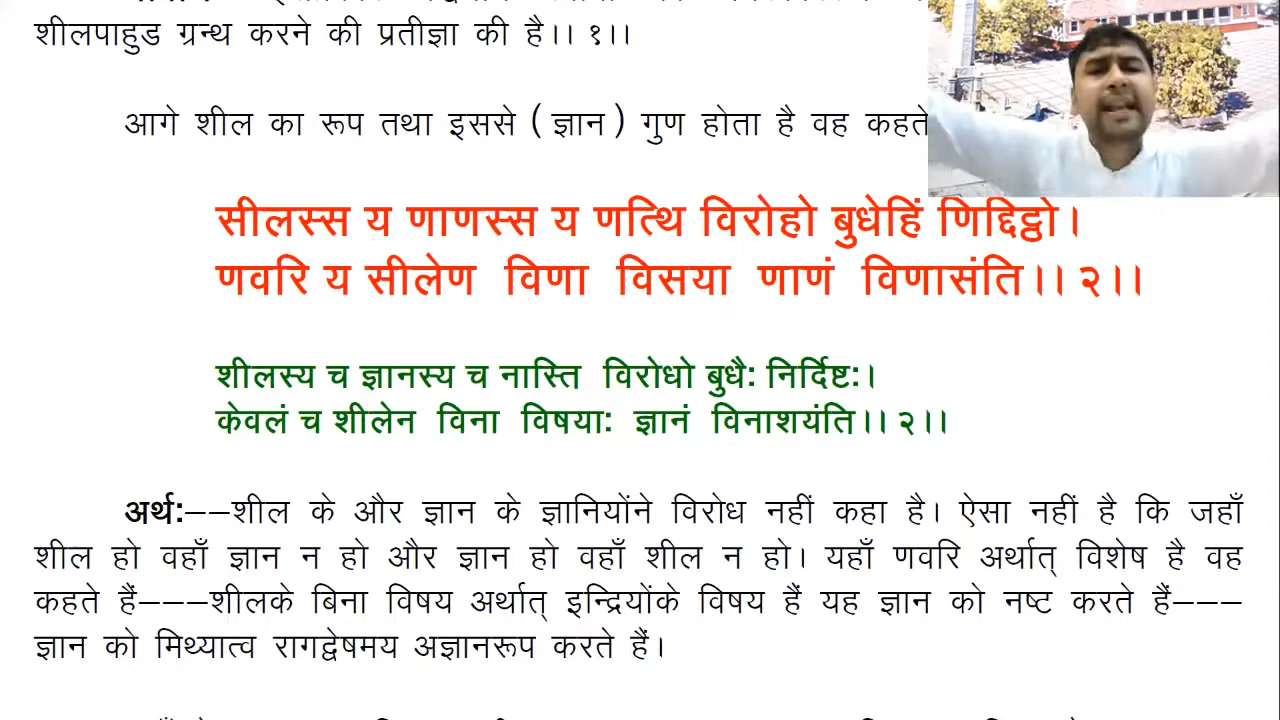 शीलपाहुड ग्रन्थ करने की प्रतीज्ञा की है।। १।।
आगे शील का रूप तथा इससे (ज्ञान) गुण होता है वह कहते
सीलस्स य णाणस्स य णत्थि विरोहो बुधेहिं णिद्दिट्ठो।
णवरि य सीलेण विणा विसया णाणं विणासंति।। २।।
शीलस्य च ज्ञानस्य च नास्ति विरोधो बुधैः निर्दिष्टः।
केवलं च शीलेन विना विषयाः ज्ञानं विनाशयंति।। २।।
अर्थः--शील के और ज्ञान के ज्ञानियोंने विरोध नहीं कहा है। ऐसा नहीं है कि जहाँ
शील हो वहाँ ज्ञान न हो और ज्ञान हो वहाँ शील न हो। यहाँ णवरि अर्थात् विशेष है वह
कहते हैं---शीलके बिना विषय अर्थात् इन्द्रियोंके विषय हैं यह ज्ञान को नष्ट करते हैं---
ज्ञान को मिथ्यात्व रागद्वेषमय अज्ञानरूप करते हैं।